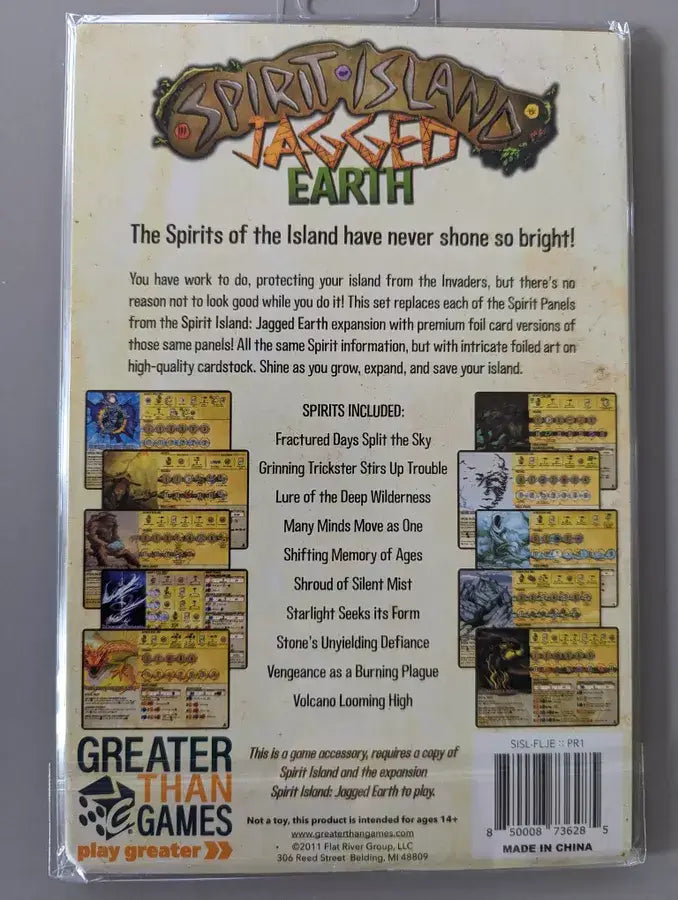 SPIRIT ISLAND
JAGGED
EARTH
The Spirits of the Island have never shone so bright!
You have work to do, protecting your island from the Invaders, but there's no
reason not to look good while you do it! This set replaces each of the Spirit Panels
from the Spirit Island: Jagged Earth expansion with premium foil card versions of
those same panels! All the same Spirit information, but with intricate foiled art on
high-quality cardstock. Shine as you grow, expand, and save your island.
SPIRITS INCLUDED:
Fractured Days Split the Sky
Grinning Trickster Stirs Up Trouble
Lure of the Deep Wilderness
Many Minds Move as One
Shifting Memory of Ages
Shroud of Silent Mist
Starlight Seeks its Form
Stone's Unyielding Defiance
Vengeance as a Burning Plague
Volcano Looming High
GREATER
THAN
GAMES
play greater
This is a game accessory, requires a copy of
Spirit Island and the expansion
Spirit Island: Jagged Earth to play.
Not a toy, this product is intended for ages 14+
www.greaterthangames.com
©2011 Flat River Group, LLC
306 Reed Street Belding, MI 48809
SISL-FLJE :: PR1
8 50008 73628 5
MADE IN CHINA